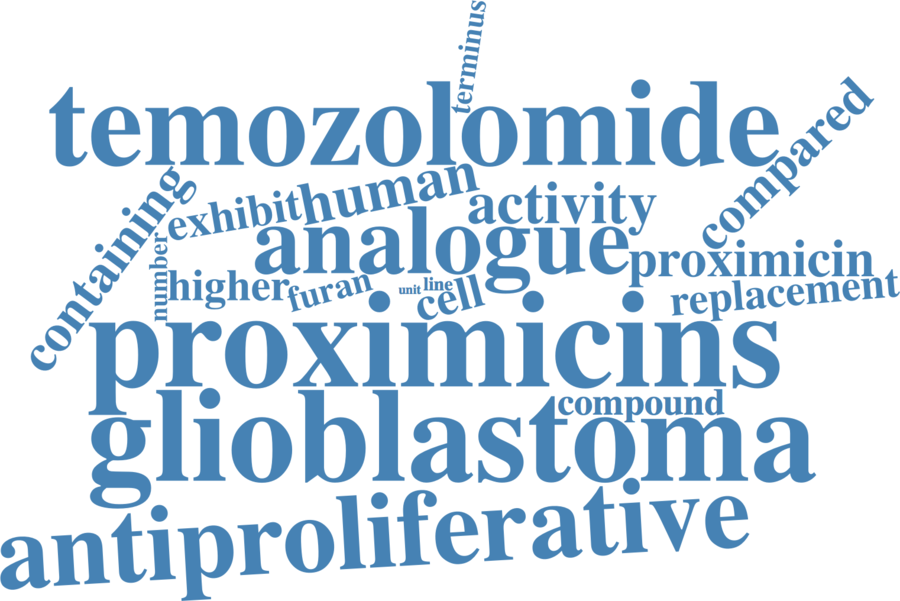 terminus
temozolomide
compared
containing
exhibit
human
activity
analogue
proximicin
number
higher
furan
unit
line
cell
replacement
proximicins
compound
glioblastoma
antiproliferative